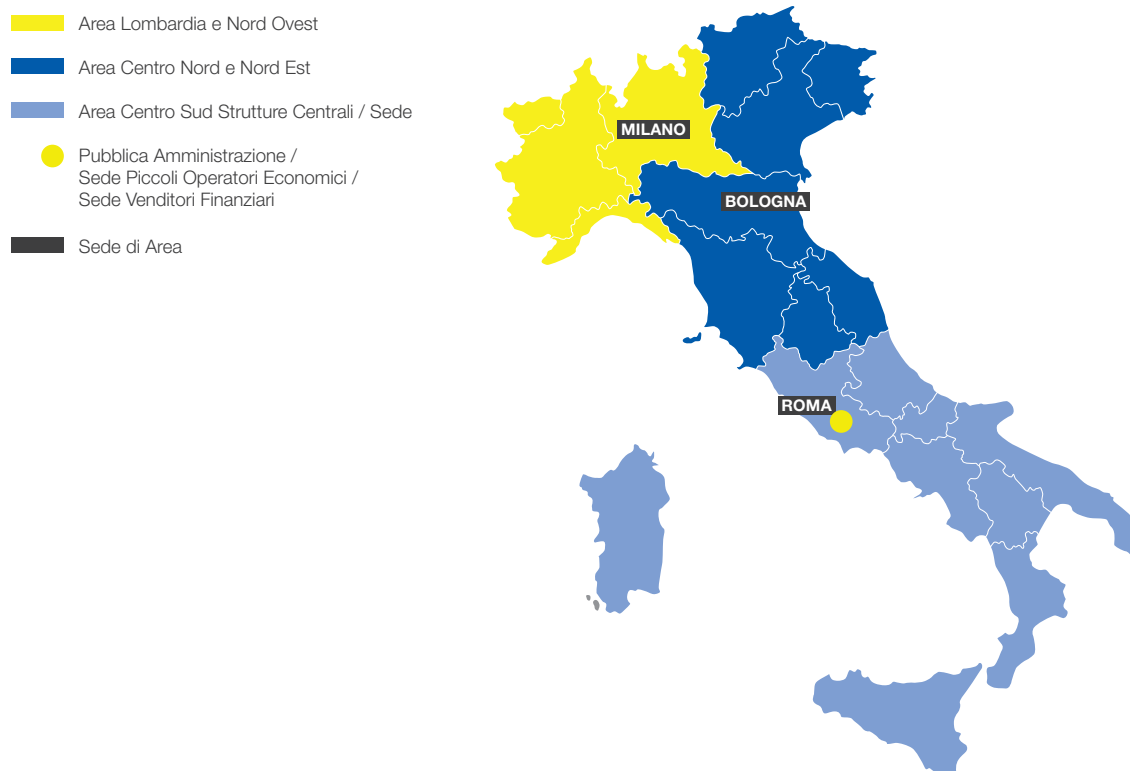 Area Lombardia e Nord Ovest
Area Centro Nord e Nord Est
Area Centro Sud Strutture Centrali / Sede
Pubblica Amministrazione /
Sede Piccoli Operatori Economici /
Sede Venditori Finanziari
Sede di Area
MILANO
BOLOGNA
ROMA